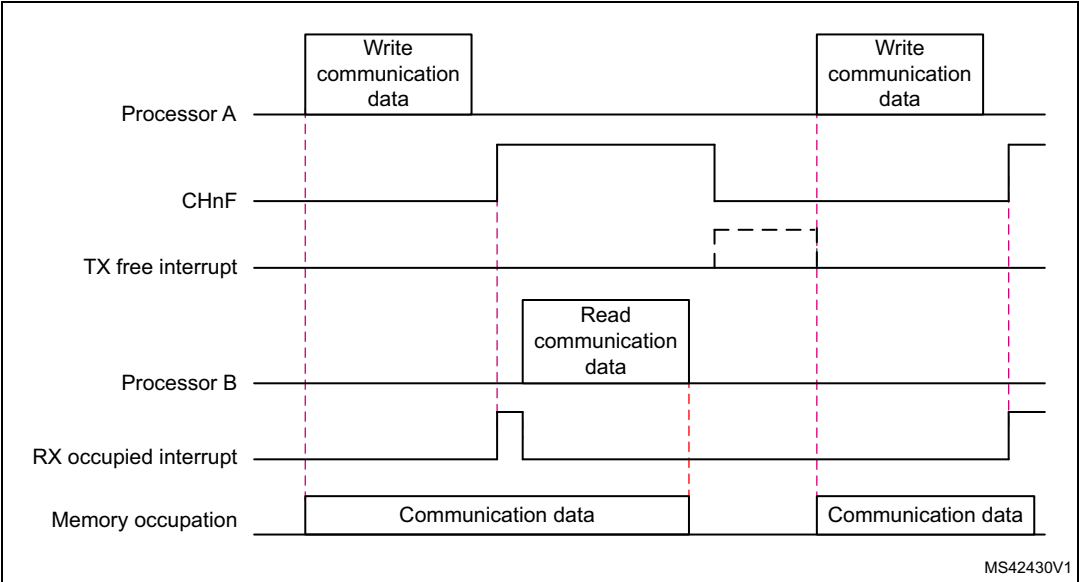 Write
communication
data
Write
communication
data
Processor A
CHnF
TX free interrupt
Read
communication
data
Processor B
RX occupied interrupt
Memory occupation
Communication data
Communication data
MS42430V1